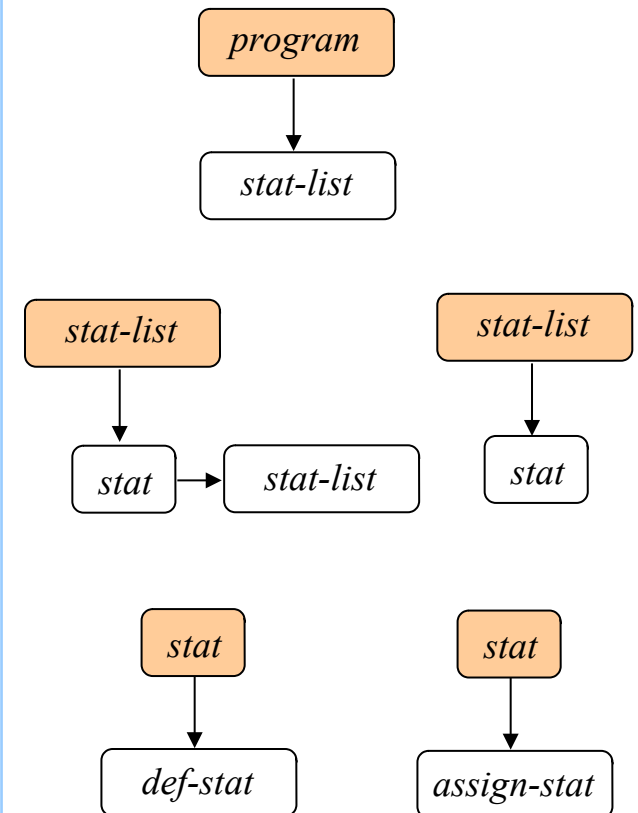 program
stat-list
stat-list
stat stat-list
stat-list
stat
stat
def-stat
stat
assign-stat